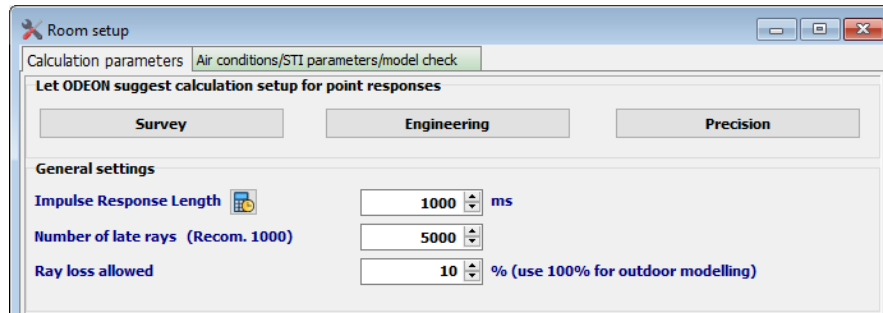 Room setup
Calculation parameters Air conditions/STI parameters/model check
Let ODEON suggest calculation setup for point responses
Survey Engineering Precision
General settings
Impulse Response Length 1000 ms
Number of late rays (Recom. 1000) 5000
Ray loss allowed 10 % (use 100% for outdoor modelling)